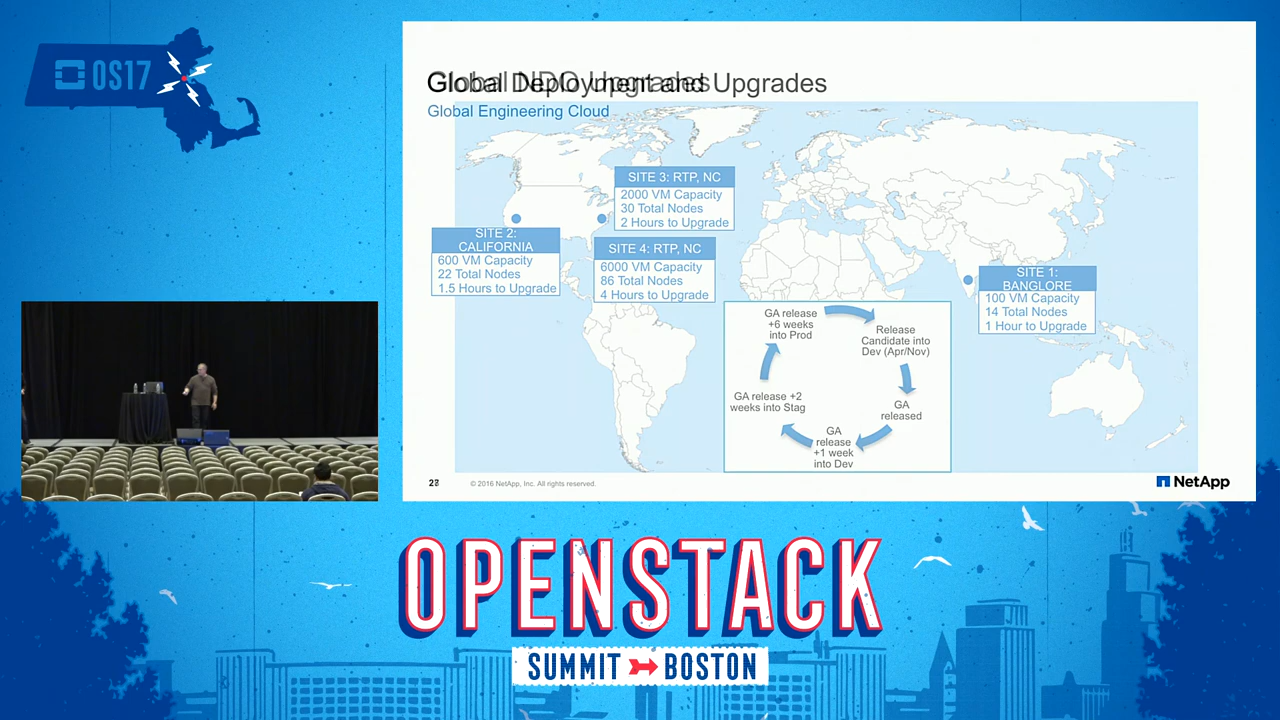 OS17
Global Deployment and Upgrades
Global Engineering Cloud
SITE 3: RTP, NC
2000 VM Capacity
30 Total Nodes
2 Hours to Upgrade
SITE 2:
CALIFORNIA
600 VM Capacity
22 Total Nodes
1.5 Hours to Upgrade
SITE 4: RTP, NC
6000 VM Capacity
86 Total Nodes
4 Hours to Upgrade
SITE 1:
BANGLORE
100 VM Capacity
14 Total Nodes
1 Hour to Upgrade
GA release
+6 weeks
into Prod
Release
Candidate into
Dev (Apr/Nov)
GA
released
GA
release
+1 week
into Dev
GA release +2
weeks into Stag
© 2016 NetApp, Inc. All rights reserved.
NetApp
OPENSTACK
SUMMIT BOSTON